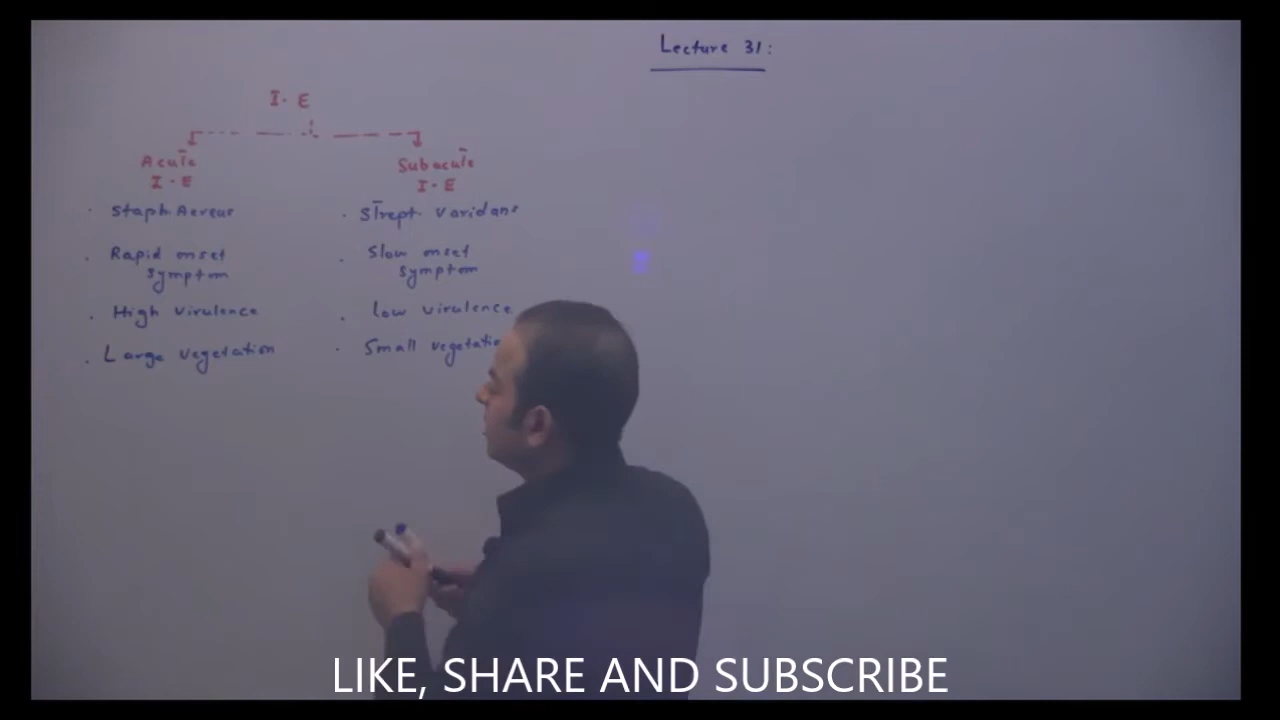 Lecture 31:
I. E
Acute
I - E
. Staph. Aereus
. Rapid onset
symptom
. High virulence
. Large vegetation
Subacute
I - E
. Strept. varidans
. Slow onset
symptom
. Low virulence
. Small vegetatio
LIKE, SHARE AND SUBSCRIBE